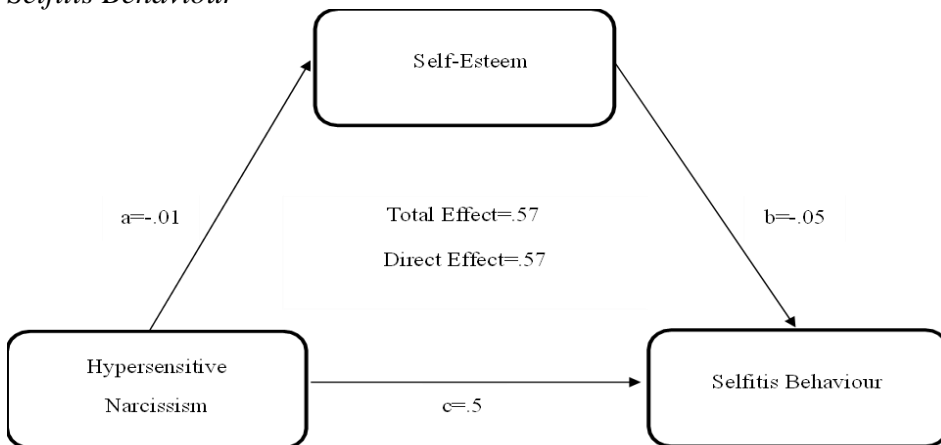 Selfitis Behaviour
Self-Esteem
a=-.01
Total Effect=.57
b=-.05
Direct Effect=.57
Hypersensitive
Narcissism
Selfitis Behaviour
c=.5